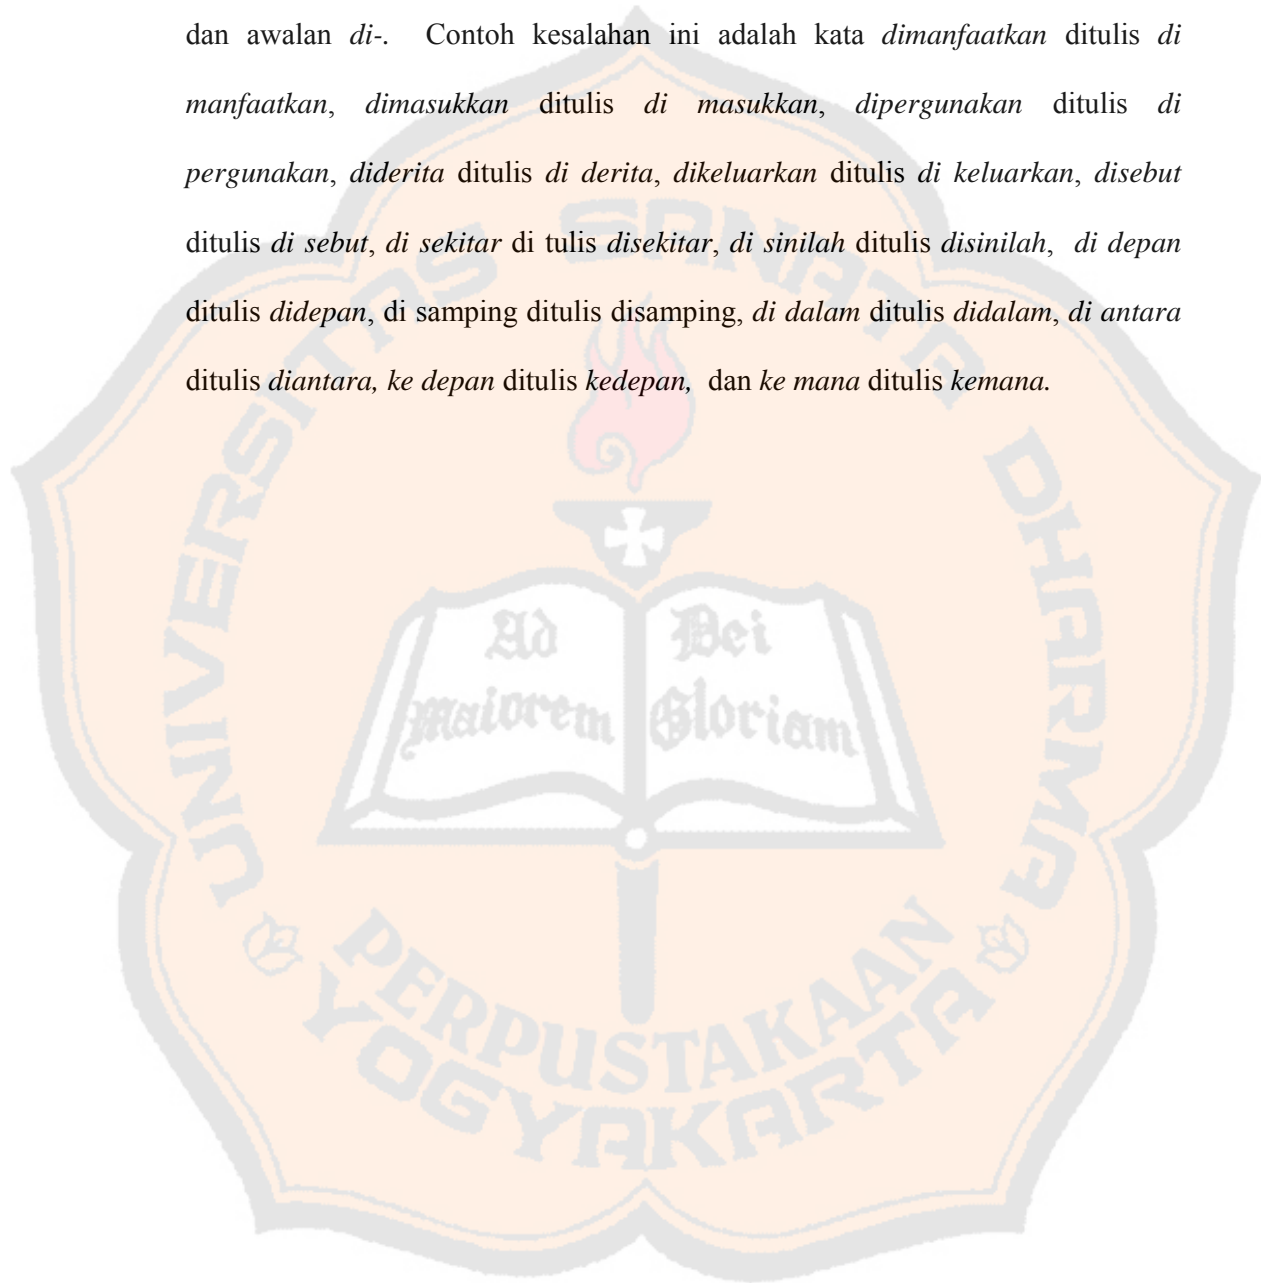 dan awalan di-. Contoh kesalahan ini adalah kata dimanfaatkan ditulis di
manfaatkan, dimasukkan ditulis di masukkan, dipergunakan ditulis di
pergunakan, diderita ditulis di derita, dikeluarkan ditulis di keluarkan, disebut
ditulis di sebut, di sekitar di tulis disekitar, di sinilah ditulis disinilah, di depan
ditulis didepan, di samping ditulis disamping, di dalam ditulis didalam, di antara
ditulis diantara, ke depan ditulis kedepan, dan ke mana ditulis kemana.
UNIVERSITAS SANATA DHARMA
Ad Dei
maiorem Gloriam
PERPUSTAKAAN
YOGYAKARTA